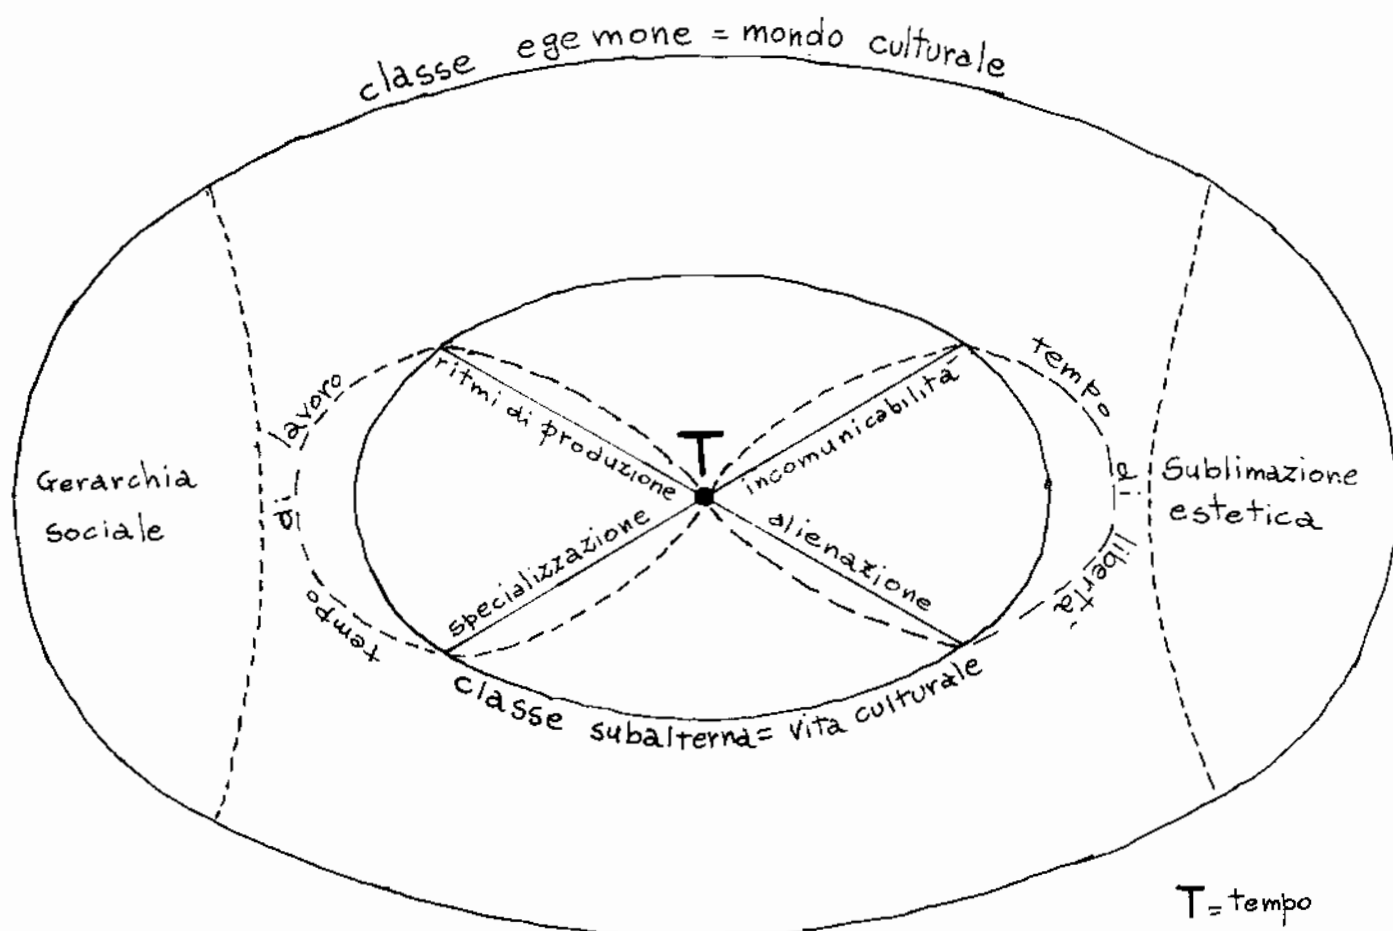 classe egemone = mondo culturale
tempo di lavoro
ritmi di produzione
incomunicabilità
tempo di libertà
T
Gerarchia
sociale
Sublimazione
estetica
specializzazione
alienazione
classe subalterna = vita culturale
T = tempo